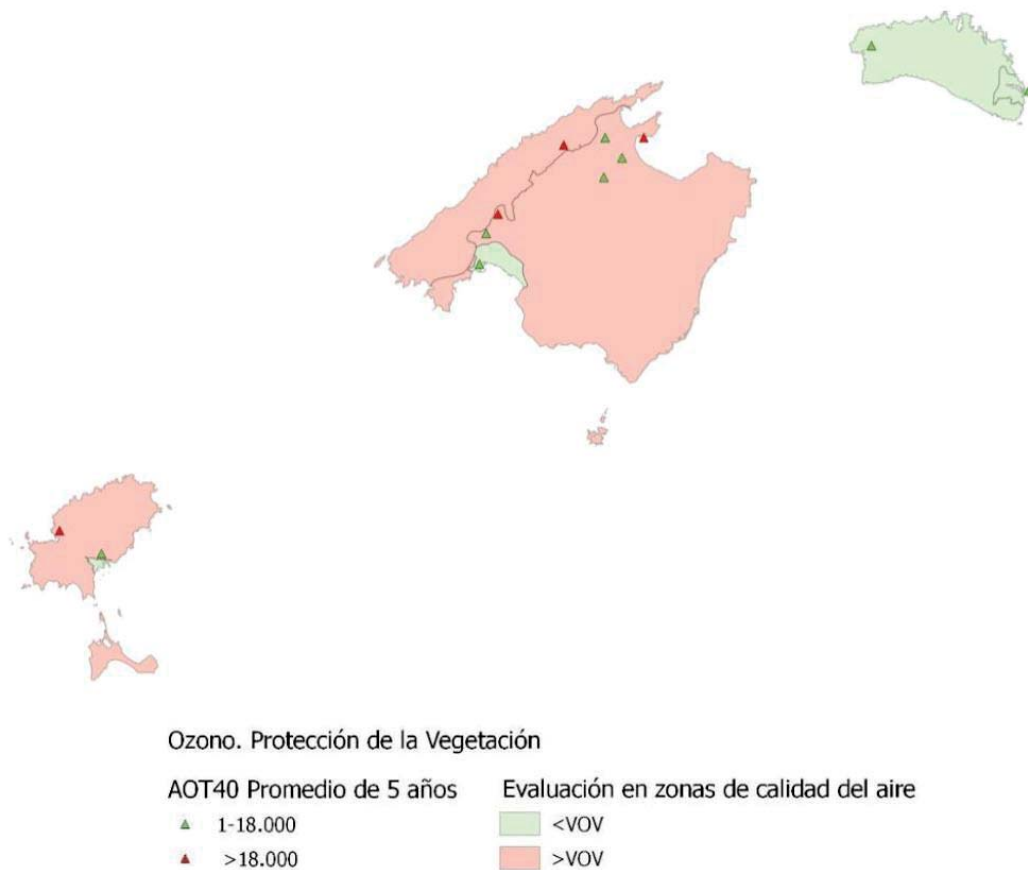 Ozono. Protección de la Vegetación
AOT40 Promedio de 5 años
1-18.000
>18.000
Evaluación en zonas de calidad del aire
<VOV
>VOV